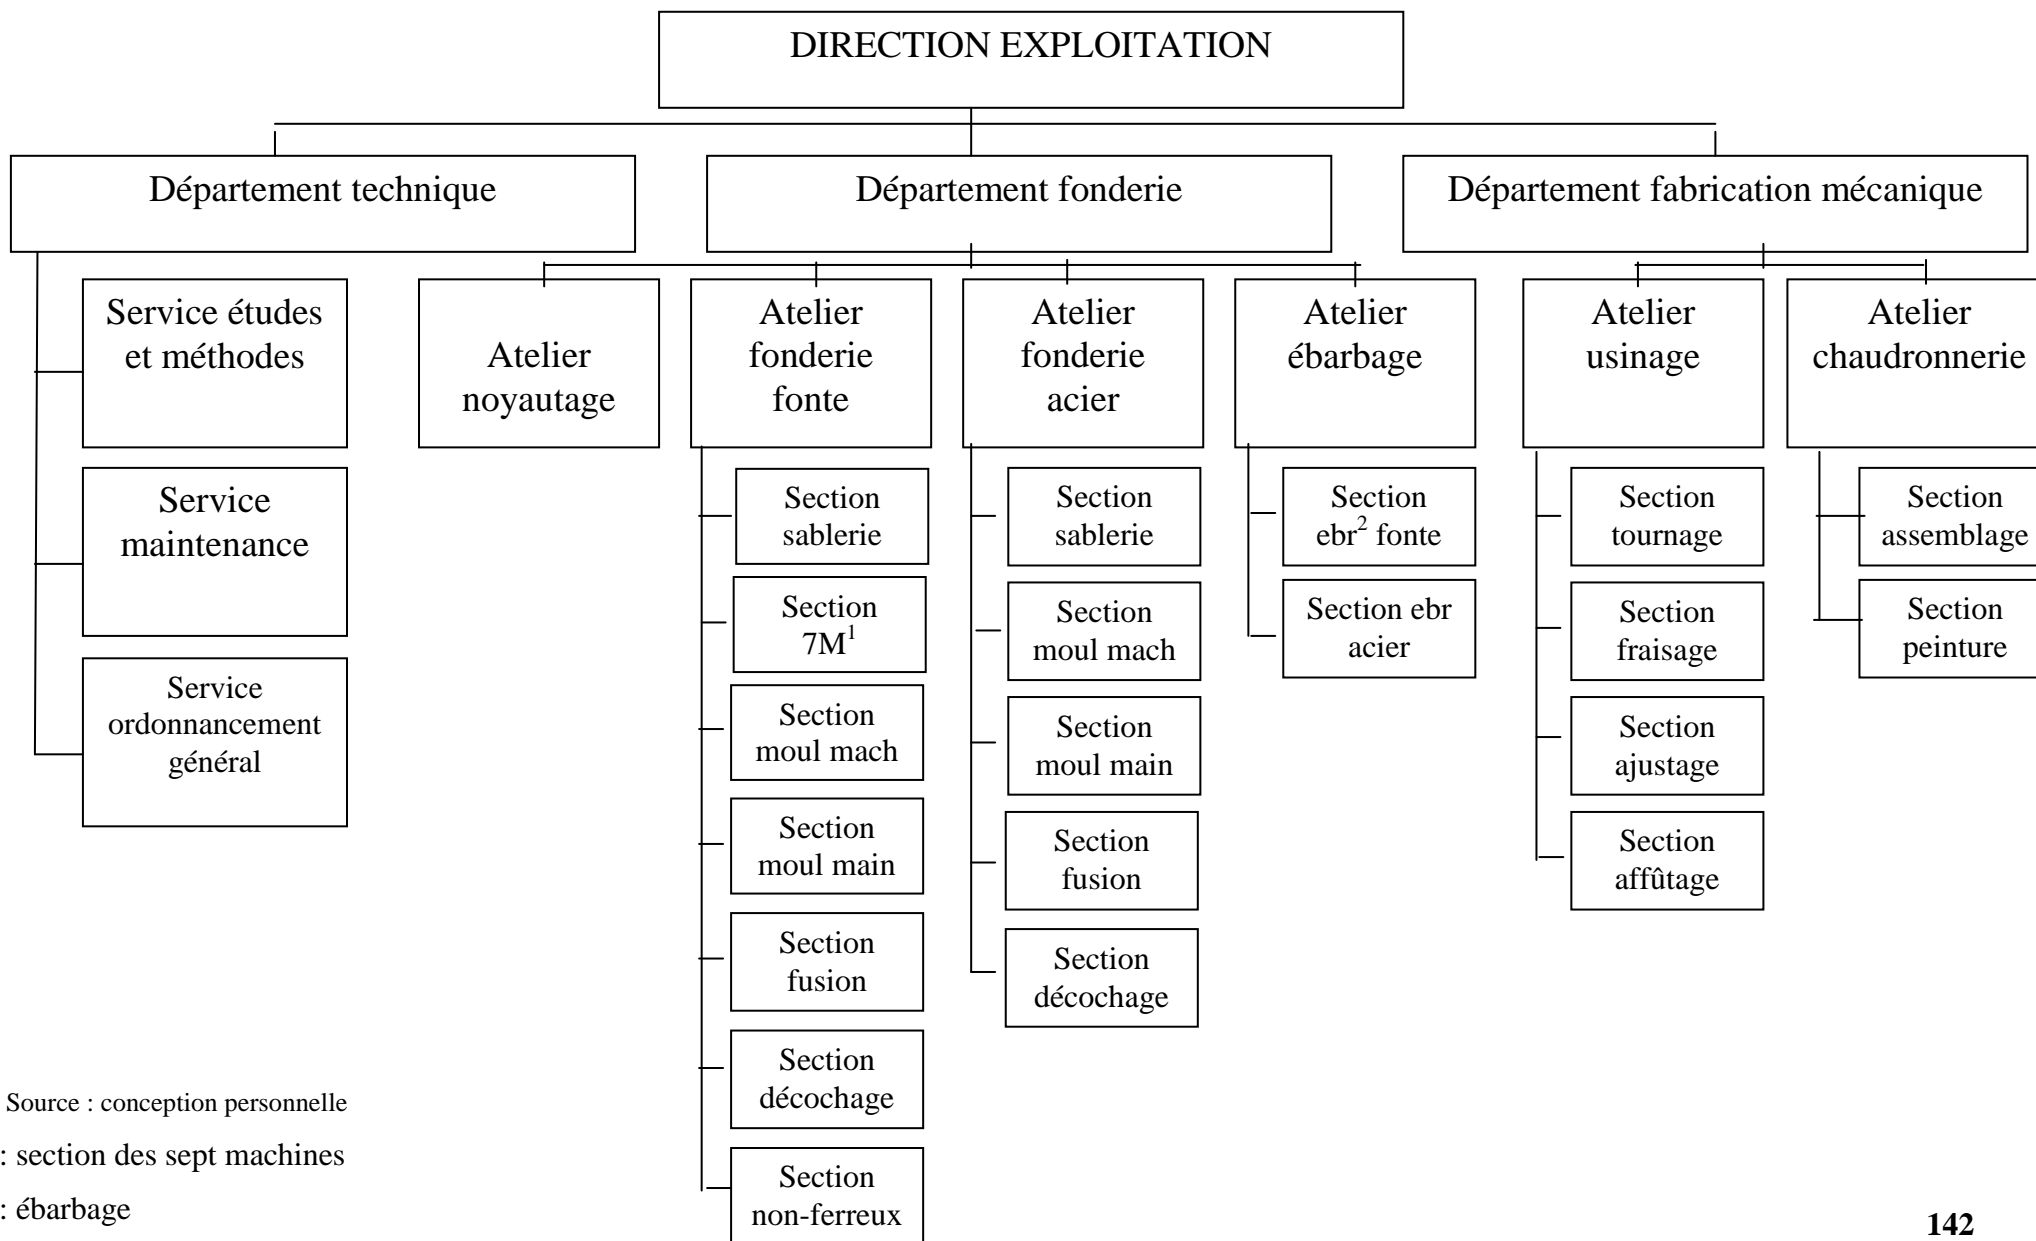 DIRECTION EXPLOITATION
Département technique
Département fonderie
Département fabrication mécanique
Service études
et méthodes
Service
maintenance
Service
ordonnancement
général
Atelier
noyautage
Atelier
fonderie
fonte
Section
sablerie
Section
7M1
Section
moul mach
Section
moul main
Section
fusion
Section
décochage
Section
non-ferreux
Atelier
fonderie
acier
Section
sablerie
Section
moul mach
Section
moul main
Section
fusion
Section
décochage
Atelier
ébarbage
Section
ebr2 fonte
Section ebr
acier
Atelier
usinage
Section
tournage
Section
fraisage
Section
ajustage
Section
affûtage
Atelier
chaudronnerie
Section
assemblage
Section
peinture
Source : conception personnelle
: section des sept machines
: ébarbage
142